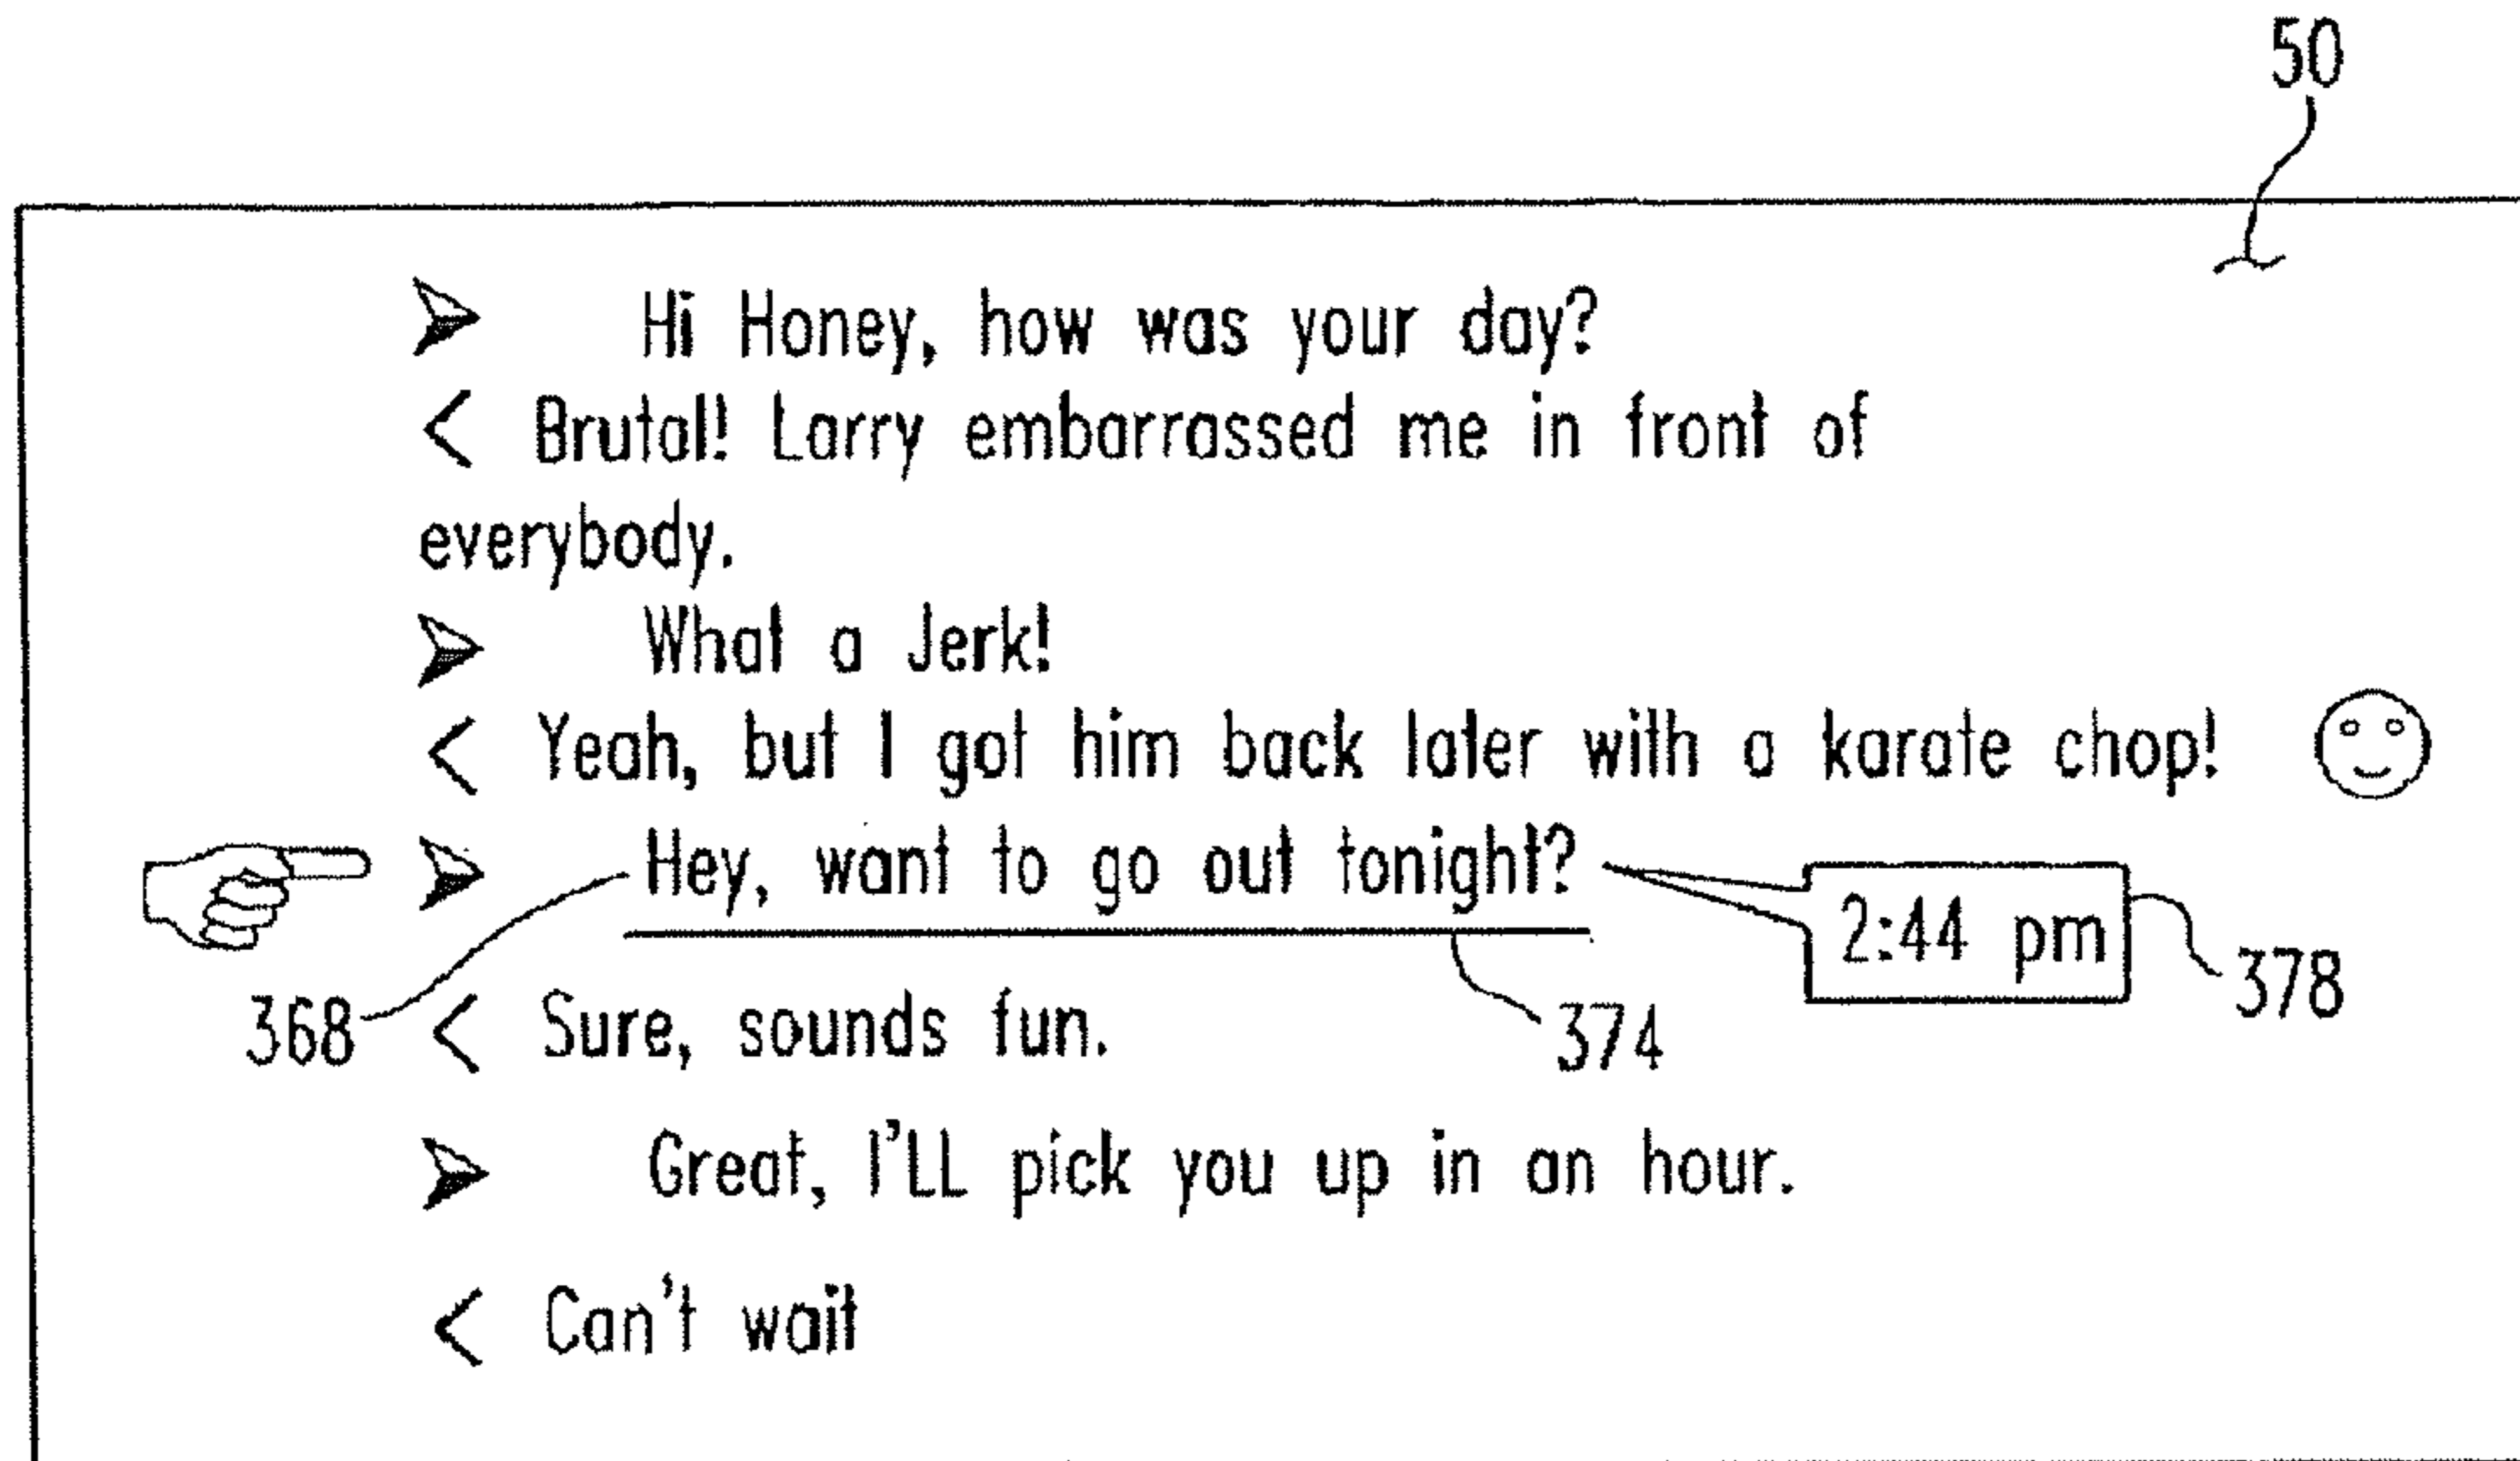 50
> Hi Honey, how was your day?
< Brutal! Larry embarrassed me in front of
everybody.
> What a Jerk!
< Yeah, but I got him back later with a karate chop!
> Hey, want to go out tonight?
2:44 pm
378
368
< Sure, sounds fun.
374
> Great, I'LL pick you up in an hour.
< Can't wait